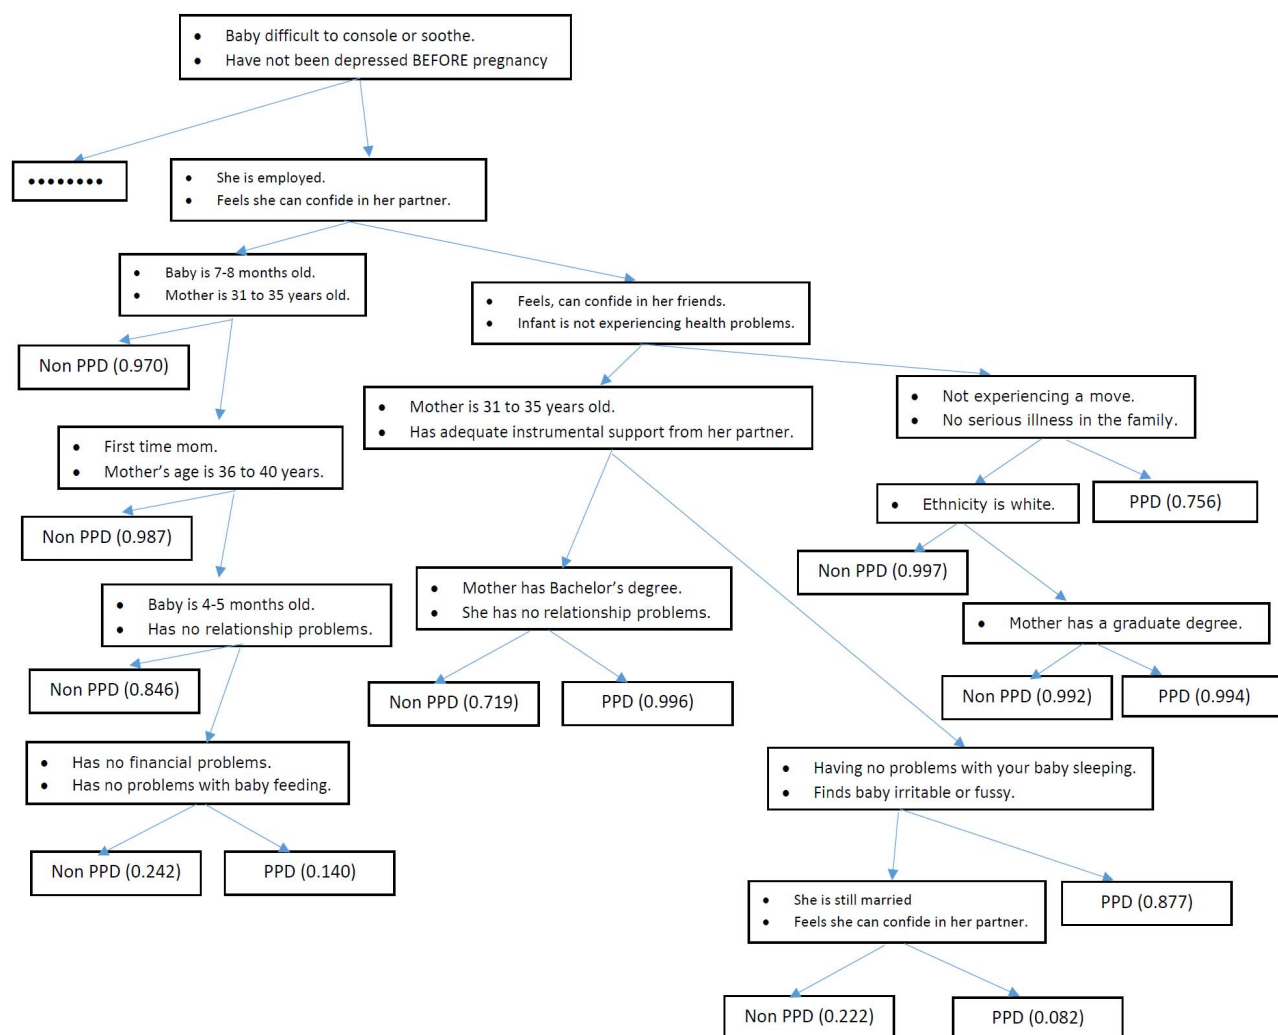 • Baby difficult to console or soothe.
• Have not been depressed BEFORE pregnancy
••••••••
• She is employed.
• Feels she can confide in her partner.
• Baby is 7-8 months old.
• Mother is 31 to 35 years old.
• Feels, can confide in her friends.
• Infant is not experiencing health problems.
Non PPD (0.970)
• Mother is 31 to 35 years old.
• Has adequate instrumental support from her partner.
• Not experiencing a move.
• No serious illness in the family.
• First time mom.
• Mother's age is 36 to 40 years.
• Ethnicity is white.
PPD (0.756)
Non PPD (0.987)
Non PPD (0.997)
• Baby is 4-5 months old.
• Has no relationship problems.
• Mother has Bachelor's degree.
• She has no relationship problems.
• Mother has a graduate degree.
Non PPD (0.846)
Non PPD (0.719)
PPD (0.996)
Non PPD (0.992)
PPD (0.994)
• Has no financial problems.
• Has no problems with baby feeding.
• Having no problems with your baby sleeping.
• Finds baby irritable or fussy.
Non PPD (0.242)
PPD (0.140)
• She is still married
• Feels she can confide in her partner.
PPD (0.877)
Non PPD (0.222)
PPD (0.082)